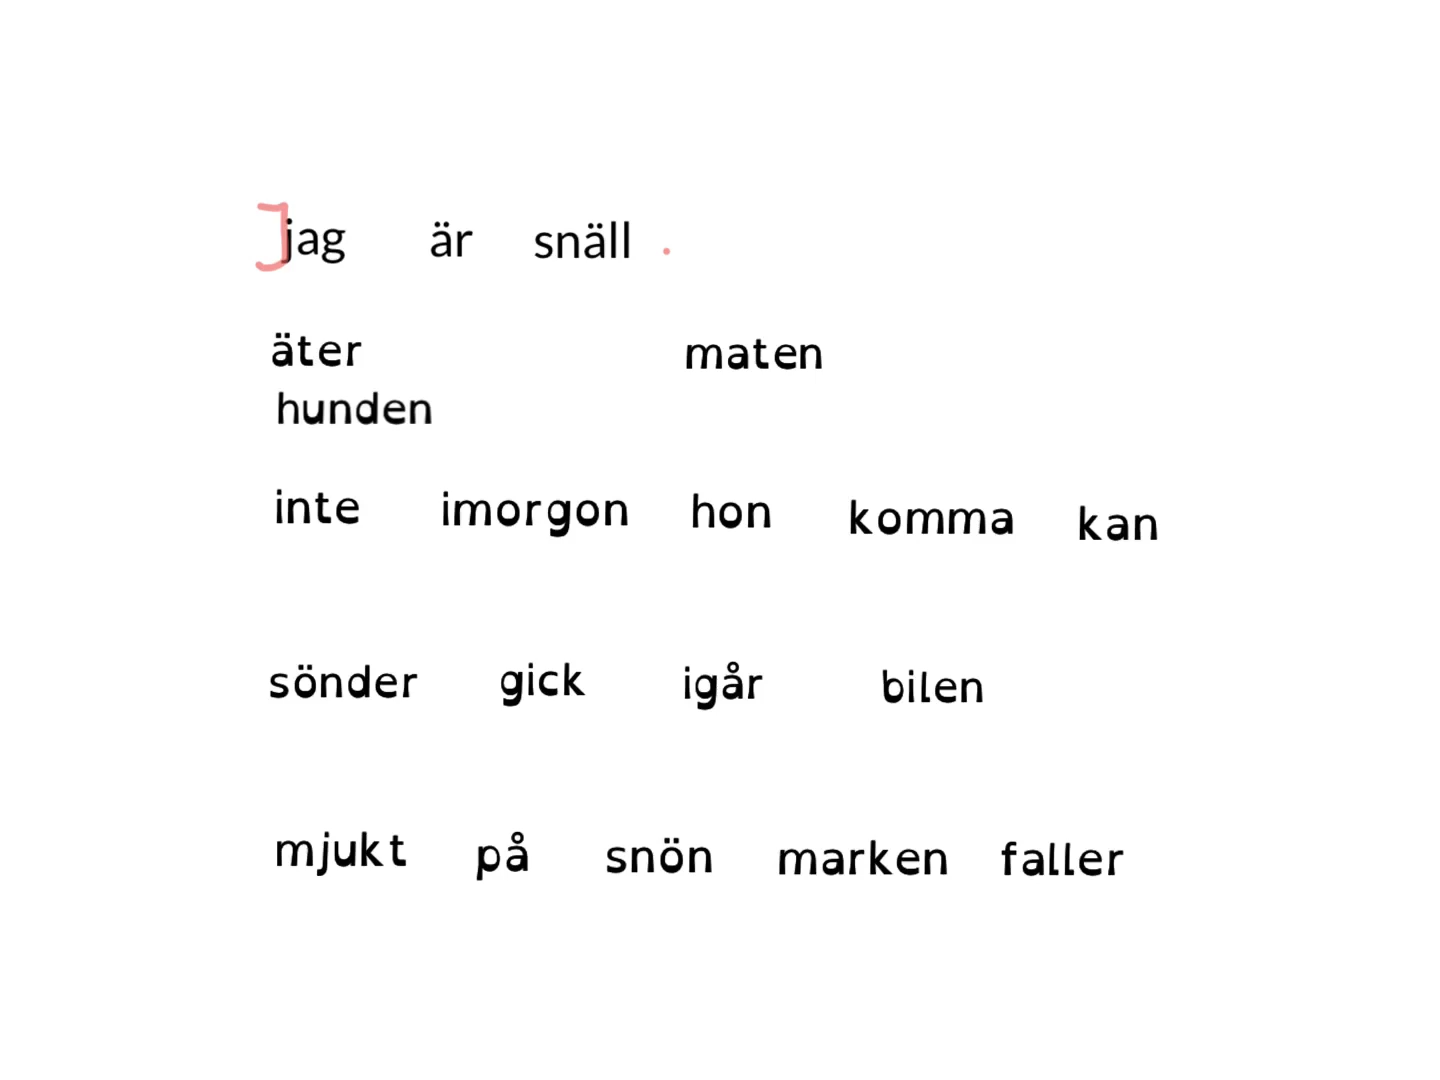 Jjag är snäll .
äter maten
hunden
inte imorgon hon komma kan
sönder gick igår bilen
mjukt på snön marken faller